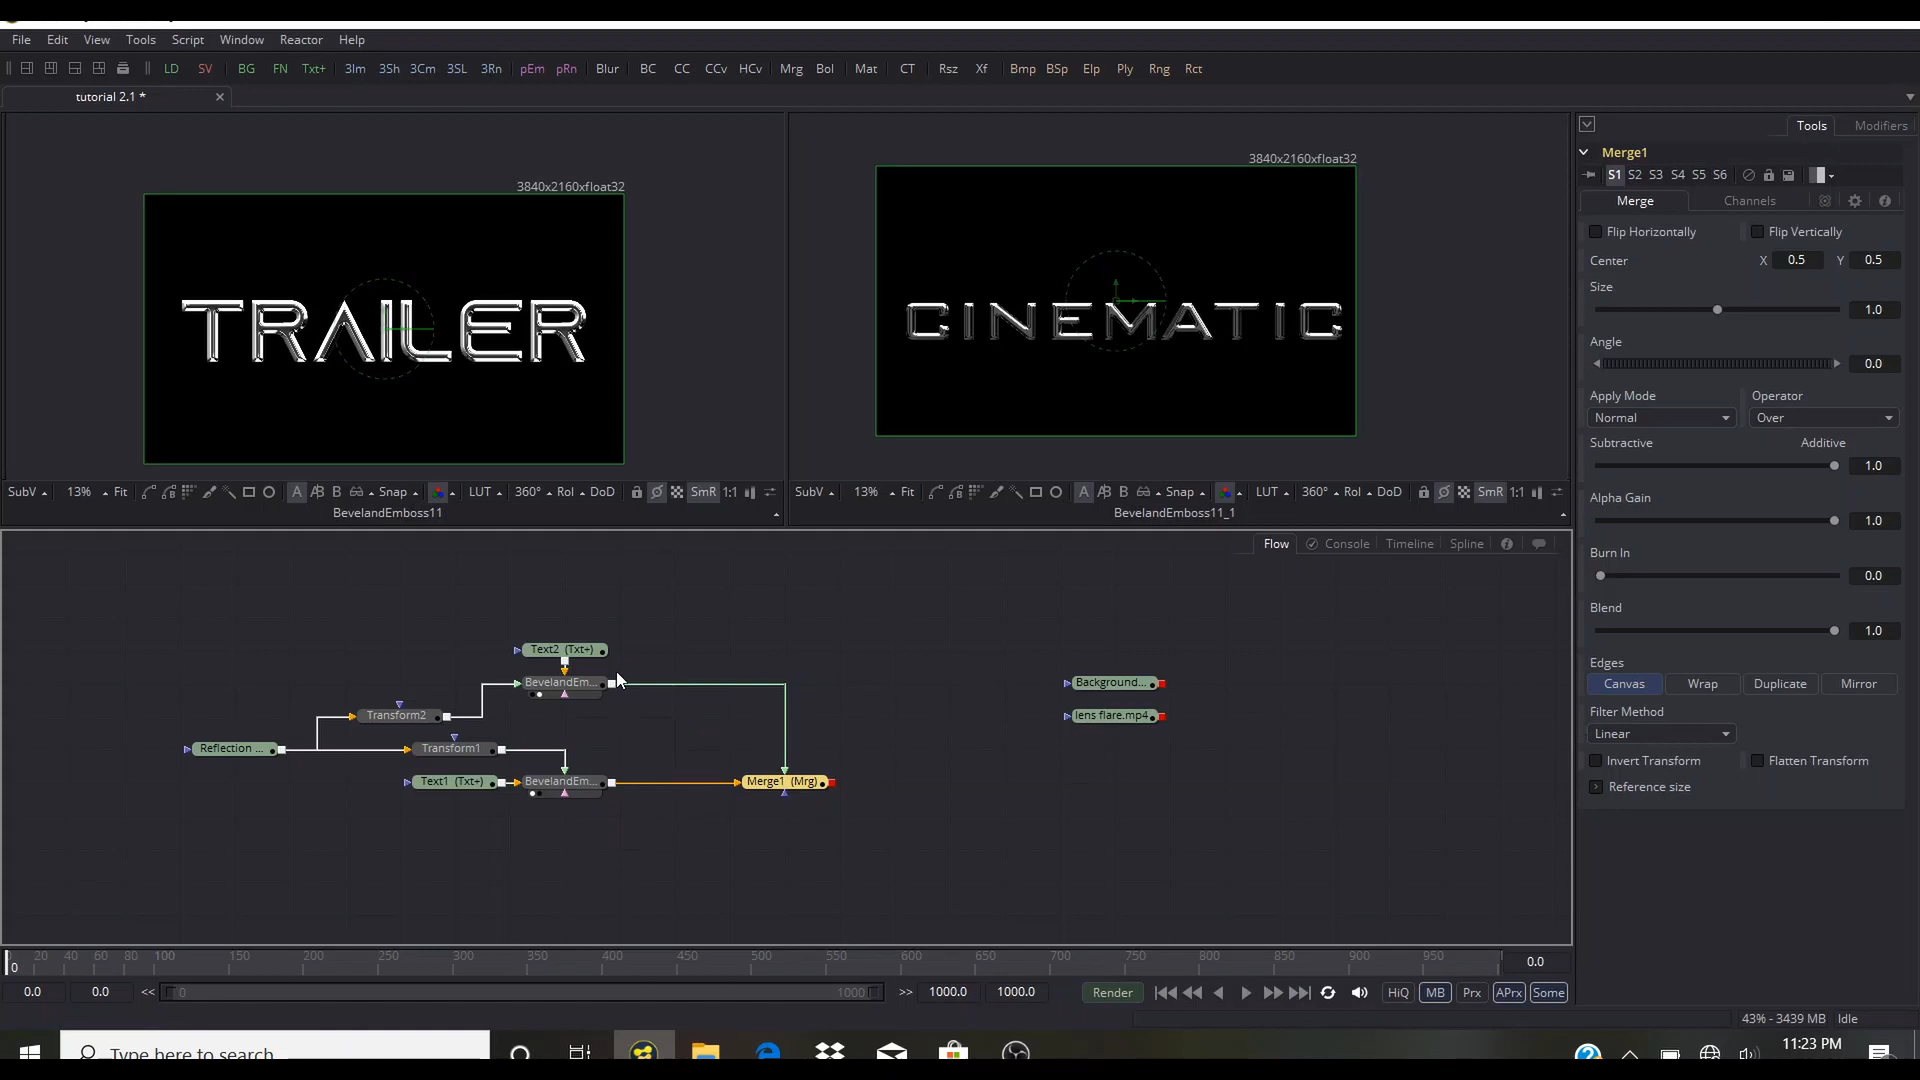 File Edit View Tools Script Window Reactor Help
LD SV BG FN Txt+ 3Im 3Sh 3Cm 3SL 3Rn pEm pRn Blur BC CC CCv HCv Mrg Bol Mat CT Rsz Xf Bmp BSp Elp Ply Rng Rct
tutorial 2.1 *
3840x2160xfloat32
TRAILER
SubV 13% Fit A B Snap LUT 360° RoI DoD SmR 1:1
BevelandEmboss11
3840x2160xfloat32
CINEMATIC
SubV 13% Fit A B Snap LUT 360° RoI DoD SmR 1:1
BevelandEmboss11_1
Flow Console Timeline Spline
Text2 (Txt+)
BevelandEm...
Transform2
Reflection ...
Transform1
Text1 (Txt+)
BevelandEm...
Merge1 (Mrg)
Background...
lens flare.mp4
Tools Modifiers
Merge1
S1 S2 S3 S4 S5 S6
Merge Channels
Flip Horizontally Flip Vertically
Center X 0.5 Y 0.5
Size
1.0
Angle
0.0
Apply Mode Operator
Normal Over
Subtractive Additive
1.0
Alpha Gain
1.0
Burn In
0.0
Blend
1.0
Edges
Canvas Wrap Duplicate Mirror
Filter Method
Linear
Invert Transform Flatten Transform
Reference size
0 20 40 60 80 100 150 200 250 300 350 400 450 500 550 600 650 700 750 800 850 900 950
0.0
0.0 0.0 << 0 1000 >> 1000.0 1000.0 Render HiQ MB Prx APrx Some
43% - 3439 MB Idle
Type here to search
11:23 PM